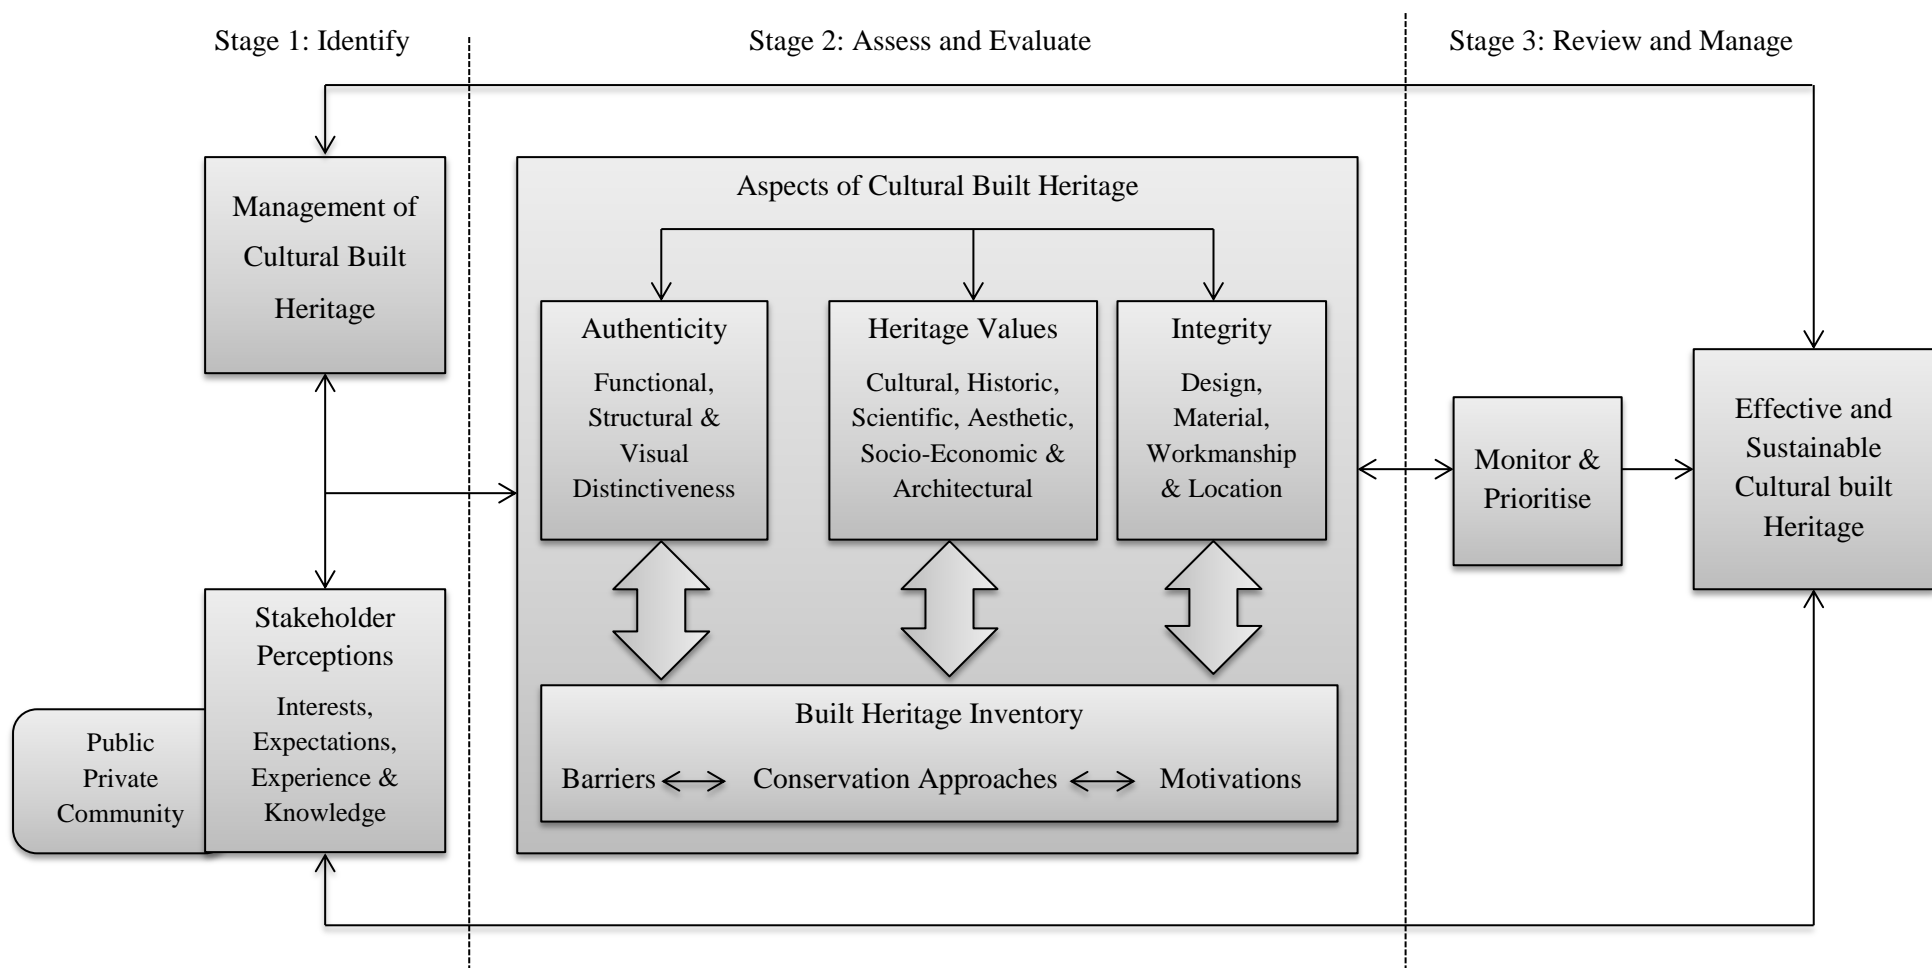 Stage 1: Identify
Stage 2: Assess and Evaluate
Stage 3: Review and Manage
Management of
Cultural Built
Heritage
Stakeholder
Perceptions
Interests,
Expectations,
Experience &
Knowledge
Public
Private
Community
Aspects of Cultural Built Heritage
Authenticity
Functional,
Structural &
Visual
Distinctiveness
Heritage Values
Cultural, Historic,
Scientific, Aesthetic,
Socio-Economic &
Architectural
Integrity
Design,
Material,
Workmanship
& Location
Built Heritage Inventory
Barriers
Conservation Approaches
Motivations
Monitor &
Prioritise
Effective and
Sustainable
Cultural built
Heritage